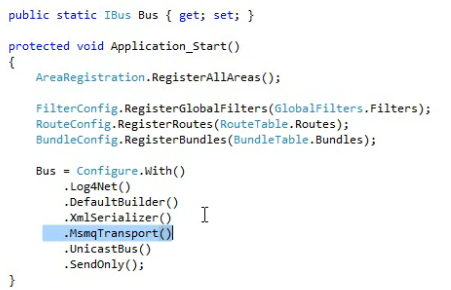 public static IBus Bus { get; set; }
protected void Application_Start()
{
AreaRegistration.RegisterAllAreas();
FilterConfig.RegisterGlobalFilters(GlobalFilters.Filters);
RouteConfig.RegisterRoutes(RouteTable.Routes);
BundleConfig.RegisterBundles(BundleTable.Bundles);
Bus = Configure.With()
.Log4Net()
.DefaultBuilder()
.XmlSerializer()
.MsmqTransport()
.UnicastBus()
.SendOnly();
}